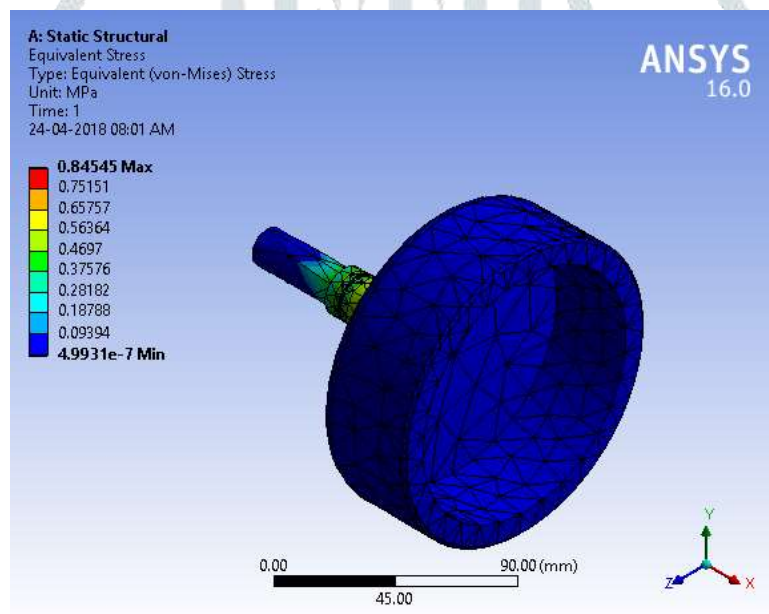 A: Static Structural
Equivalent Stress
Type: Equivalent (von-Mises) Stress
Unit: MPa
Time: 1
24-04-2018 08:01 AM
ANSYS
16.0
0.84545 Max
0.75151
0.65757
0.56364
0.4697
0.37576
0.28182
0.18788
0.09394
4.9931e-7 Min
0.00
90.00 (mm)
45.00
Y
Z
X